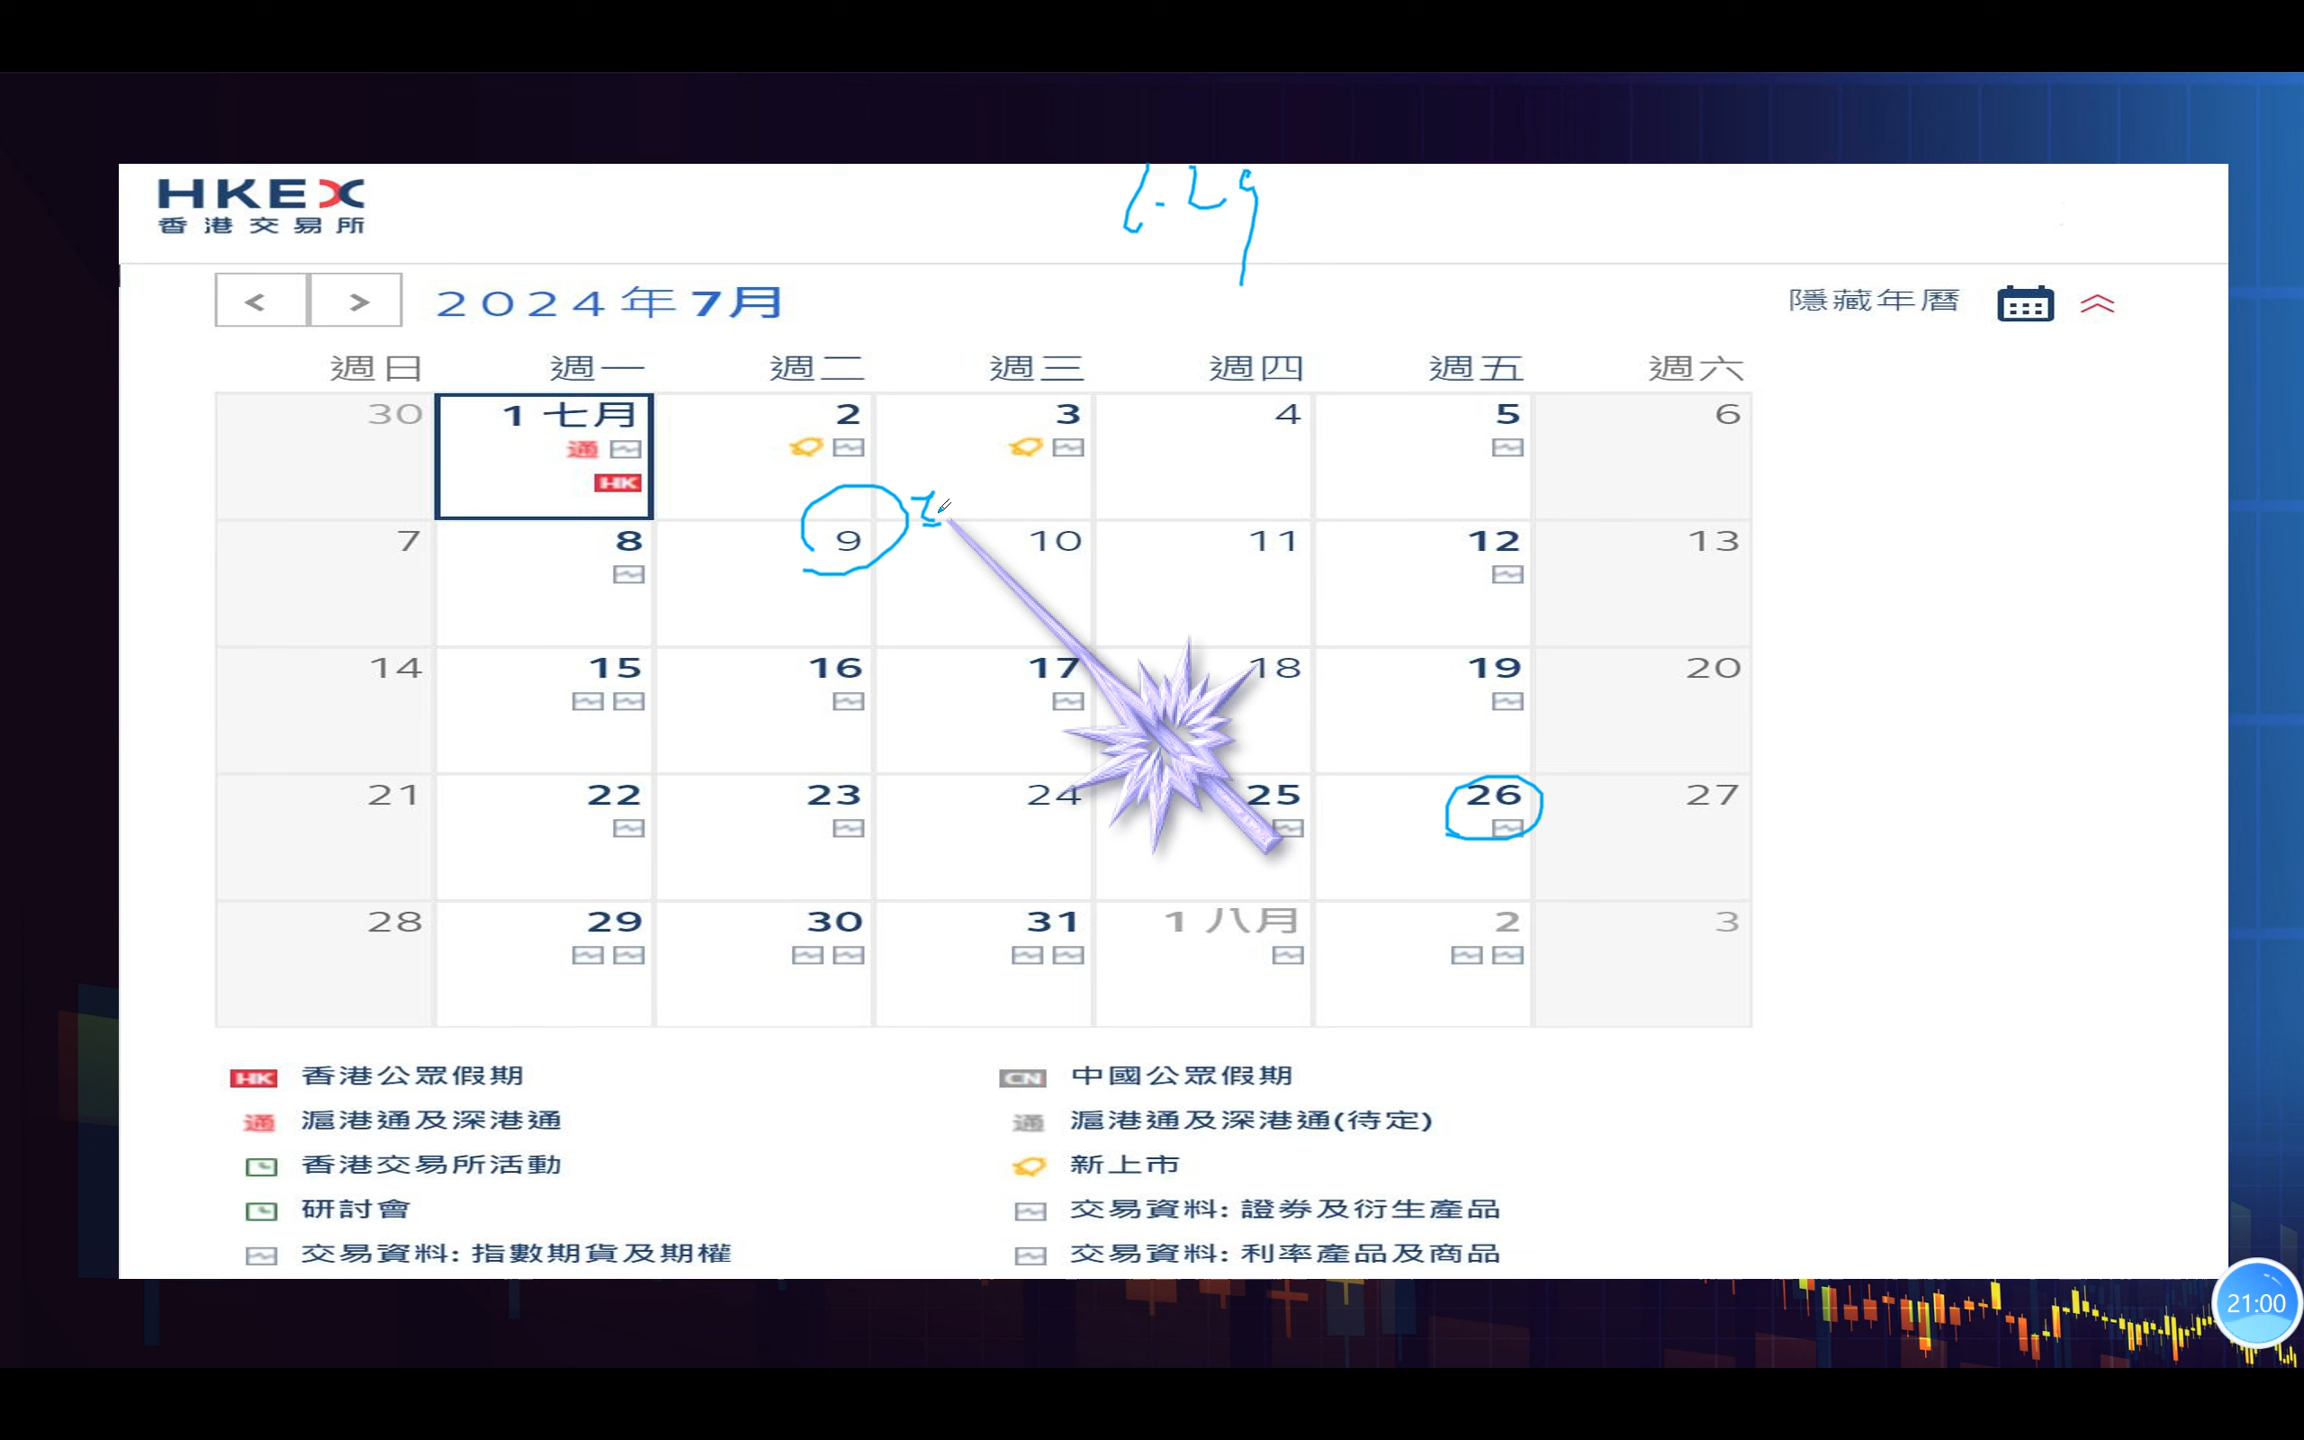 HKEX
香港交易所
6.29
< > 2024年7月 隱藏年曆
週日 週一 週二 週三 週四 週五 週六
30 1 七月 2 3 4 5 6
通
HK
7 8 9 10 11 12 13
14 15 16 17 18 19 20
21 22 23 24 25 26 27
28 29 30 31 1 八月 2 3
HK 香港公眾假期 CN 中國公眾假期
通 滬港通及深港通 通 滬港通及深港通(待定)
香港交易所活動 新上市
研討會 交易資料: 證券及衍生產品
交易資料: 指數期貨及期權 交易資料: 利率產品及商品
21:00